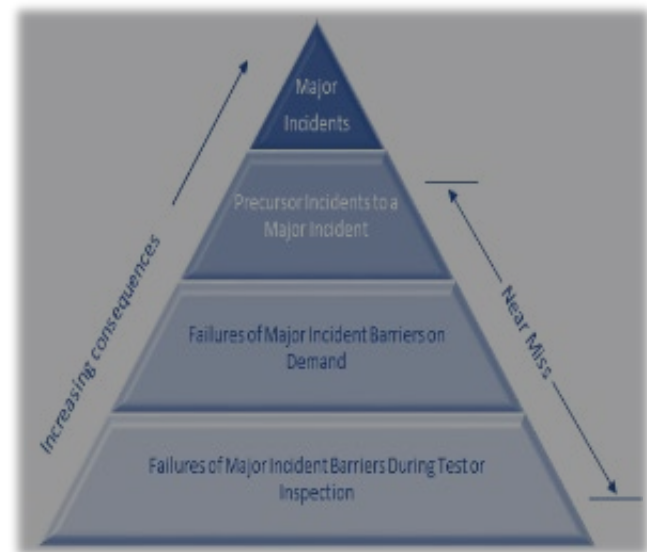 Major
Incidents
Precursor Incidents to a
Major Incident
Failures of Major Incident Barriers on
Demand
Failures of Major Incident Barriers During Test or
Inspection
Increasing consequences
Near Miss